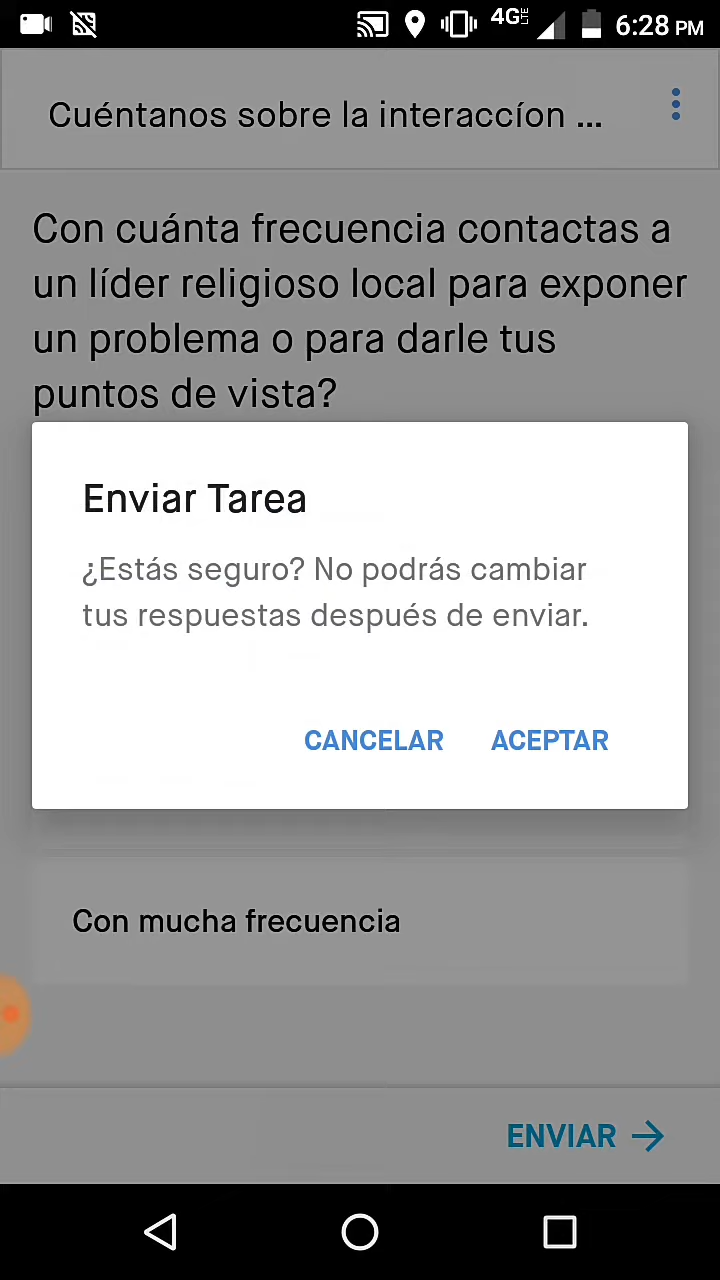 4G LTE 6:28 PM
Cuéntanos sobre la interaccíon ...
Con cuánta frecuencia contactas a
un líder religioso local para exponer
un problema o para darle tus
puntos de vista?
Enviar Tarea
¿Estás seguro? No podrás cambiar
tus respuestas después de enviar.
CANCELAR ACEPTAR
Con mucha frecuencia
ENVIAR